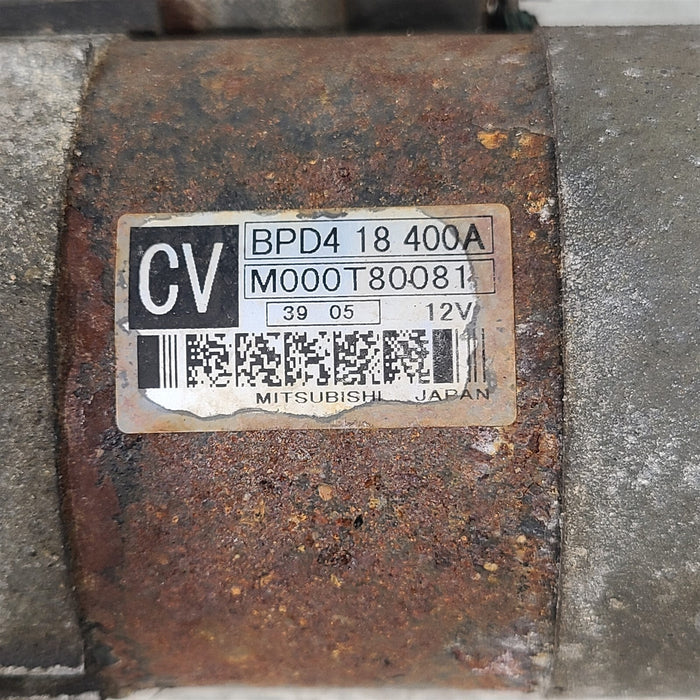 CV
BPD4 18 400A
M000T80081
39 05 12V
MITSUBISHI JAPAN